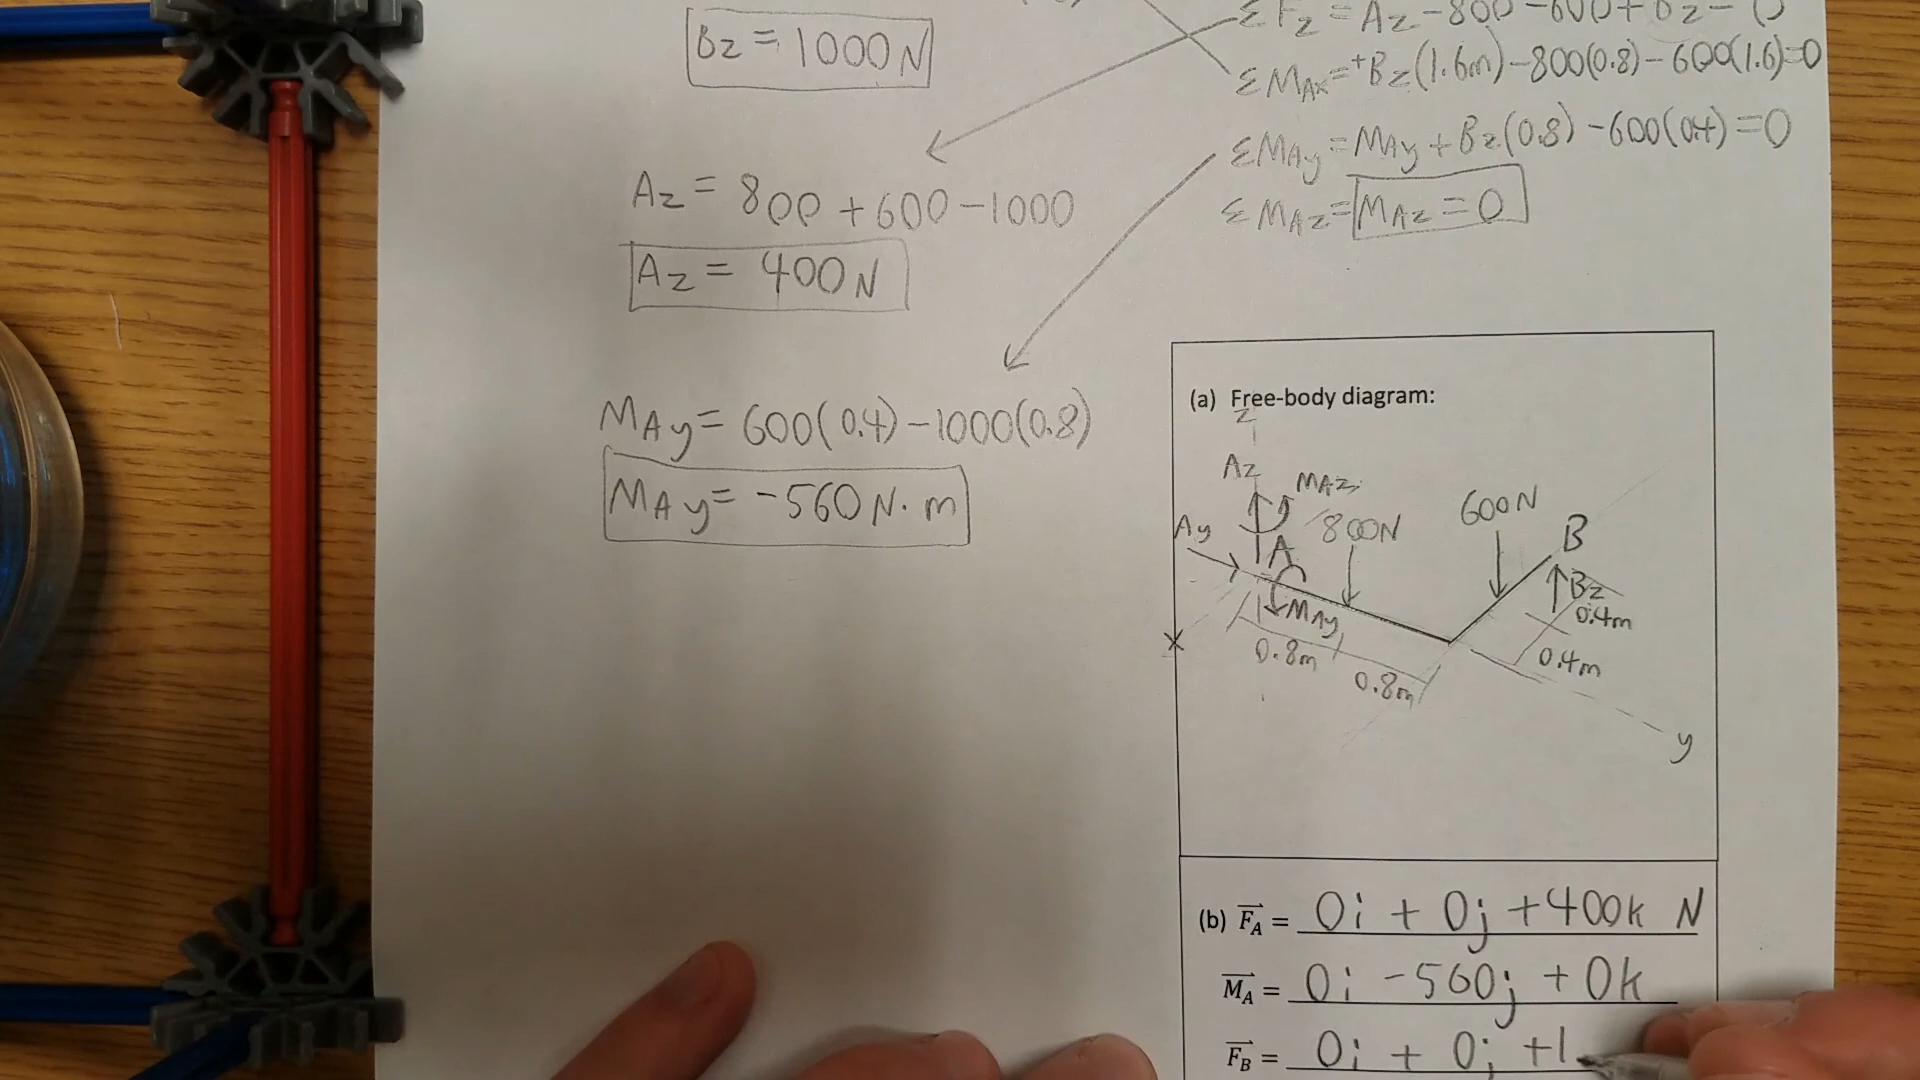 Bz = 1000N
ΣFz = Az - 800 - 600 + Bz = 0
ΣMAx = +Bz(1.6m) - 800(0.8) - 600(1.6) = 0
ΣMAy = MAy + Bz(0.8) - 600(0.4) = 0
ΣMAz = MAz = 0
Az = 800 + 600 - 1000
Az = 400N
MAy = 600(0.4) - 1000(0.8)
MAy = -560 N·m
(a) Free-body diagram:
z
Az
MAz
Ay
A
800N
600N
B
Bz
MAy
0.4m
x
0.8m
0.4m
0.8m
y
(b) FA = 0i + 0j + 400k N
MA = 0i - 560j + 0k
FB = 0i + 0j + 1